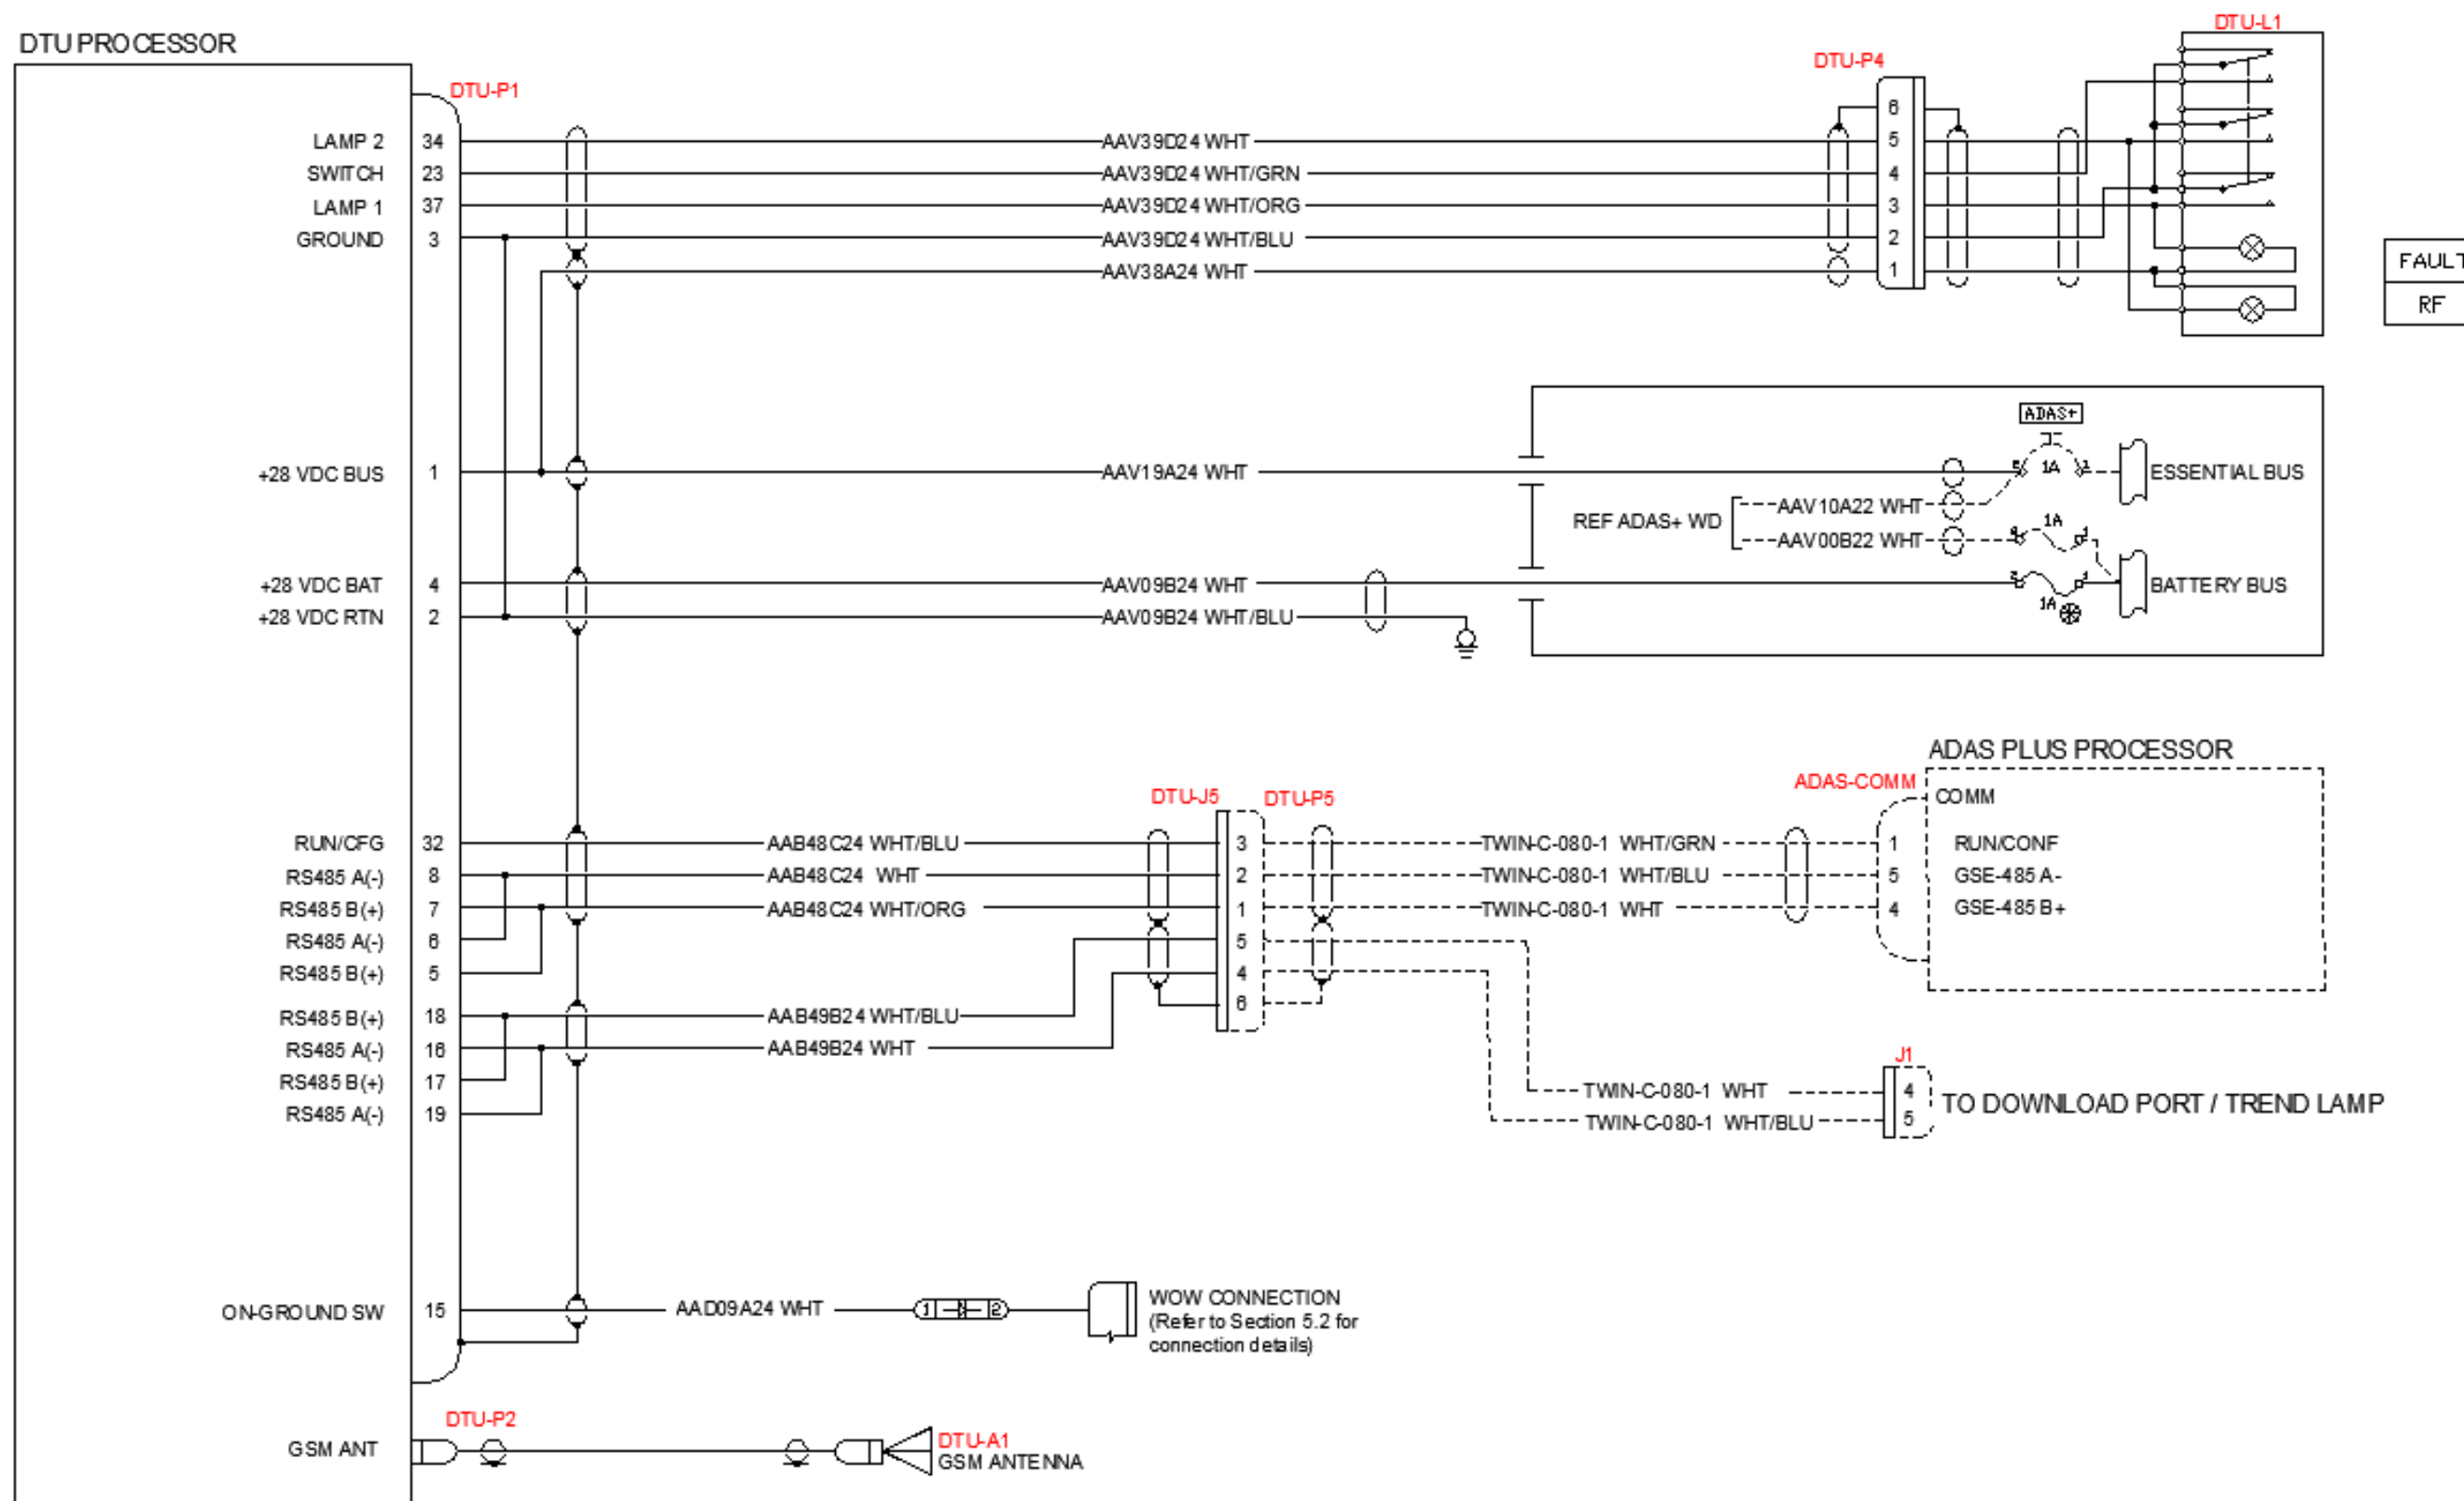 DTU PROCESSOR
DTU-P1
LAMP 2 34 AAV39D24 WHT
SWITCH 23 AAV39D24 WHT/GRN
LAMP 1 37 AAV39D24 WHT/ORG
GROUND 3 AAV39D24 WHT/BLU
AAV38A24 WHT
DTU-P4
6
5
4
3
2
1
DTU-L1
FAULT
RF
+28 VDC BUS 1 AAV19A24 WHT
+28 VDC BAT 4 AAV09B24 WHT
+28 VDC RTN 2 AAV09B24 WHT/BLU
ADAS+
1A
ESSENTIAL BUS
REF ADAS+ WD
AAV10A22 WHT
AAV00B22 WHT
1A
1A
BATTERY BUS
RUN/CFG 32 AAB48C24 WHT/BLU
RS485 A(-) 8 AAB48C24 WHT
RS485 B(+) 7 AAB48C24 WHT/ORG
RS485 A(-) 6
RS485 B(+) 5
RS485 B(+) 18 AAB49B24 WHT/BLU
RS485 A(-) 16 AAB49B24 WHT
RS485 B(+) 17
RS485 A(-) 19
DTU-J5 DTU-P5
3 TWIN-C-080-1 WHT/GRN
2 TWIN-C-080-1 WHT/BLU
1 TWIN-C-080-1 WHT
5
4
6
ADAS PLUS PROCESSOR
ADAS-COMM
COMM
1 RUN/CONF
5 GSE-485 A-
4 GSE-485 B+
J1
TWIN-C-080-1 WHT 4
TWIN-C-080-1 WHT/BLU 5
TO DOWNLOAD PORT / TREND LAMP
ON-GROUND SW 15 AAD09A24 WHT 1 2
WOW CONNECTION
(Refer to Section 5.2 for
connection details)
DTU-P2
GSM ANT
DTU-A1
GSM ANTENNA